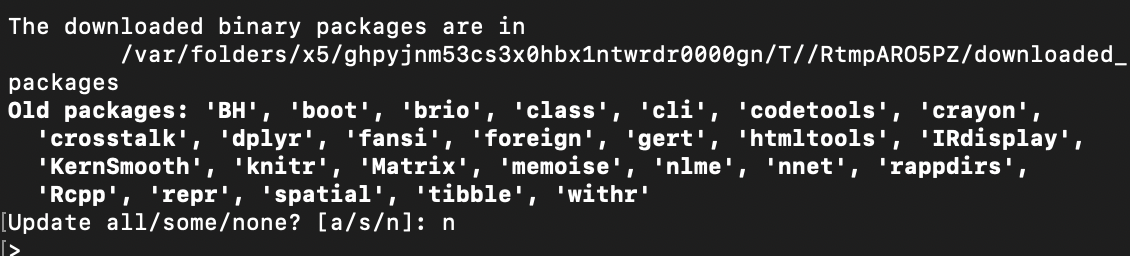 The downloaded binary packages are in
        /var/folders/x5/ghpyjnm53cs3x0hbx1ntwrdr0000gn/T//RtmpARO5PZ/downloaded_
packages
Old packages: 'BH', 'boot', 'brio', 'class', 'cli', 'codetools', 'crayon',
  'crosstalk', 'dplyr', 'fansi', 'foreign', 'gert', 'htmltools', 'IRdisplay',
  'KernSmooth', 'knitr', 'Matrix', 'memoise', 'nlme', 'nnet', 'rappdirs',
  'Rcpp', 'repr', 'spatial', 'tibble', 'withr'
[Update all/some/none? [a/s/n]: n
[>